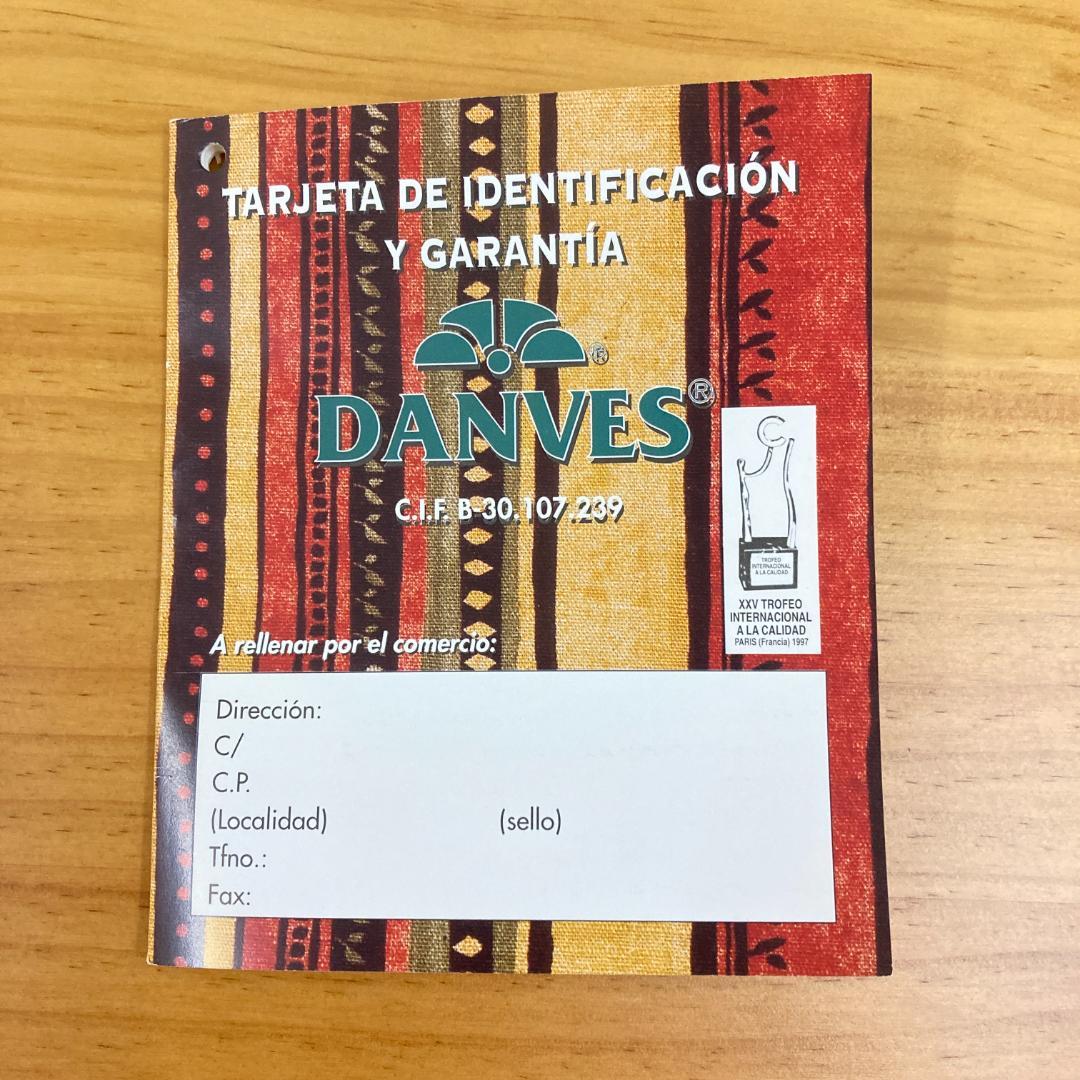 TARJETA DE IDENTIFICACIÓN
Y GARANTÍA
®
DANVES®
C.I.F. B-30.107.239
TROFEO
INTERNACIONAL
A LA CALIDAD
XXV TROFEO
INTERNACIONAL
A LA CALIDAD
PARIS (Francia) 1997
A rellenar por el comercio:
Dirección:
C/
C.P.
(Localidad) (sello)
Tfno.:
Fax: